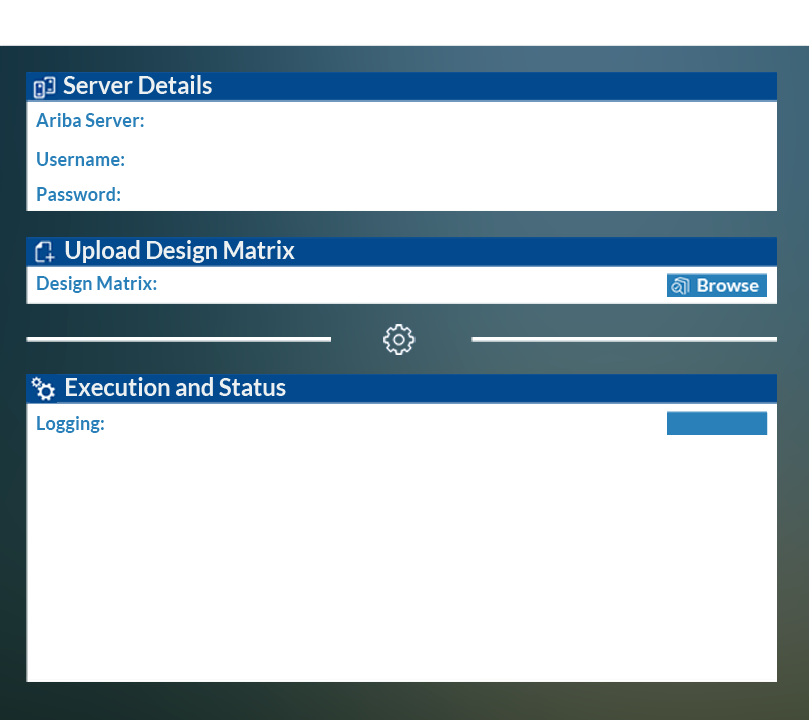 Server Details
Ariba Server:
Username:
Password:
Upload Design Matrix
Design Matrix:
Browse
Execution and Status
Logging: